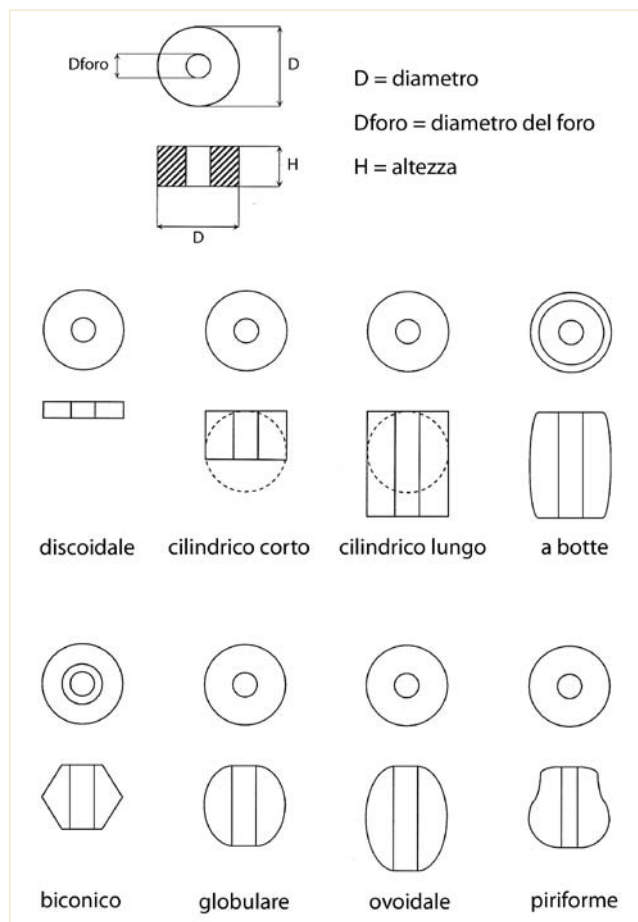 Dforo
D
D = diametro
Dforo = diametro del foro
H
H = altezza
D
discoidale cilindrico corto cilindrico lungo a botte
biconico globulare ovoidale piriforme